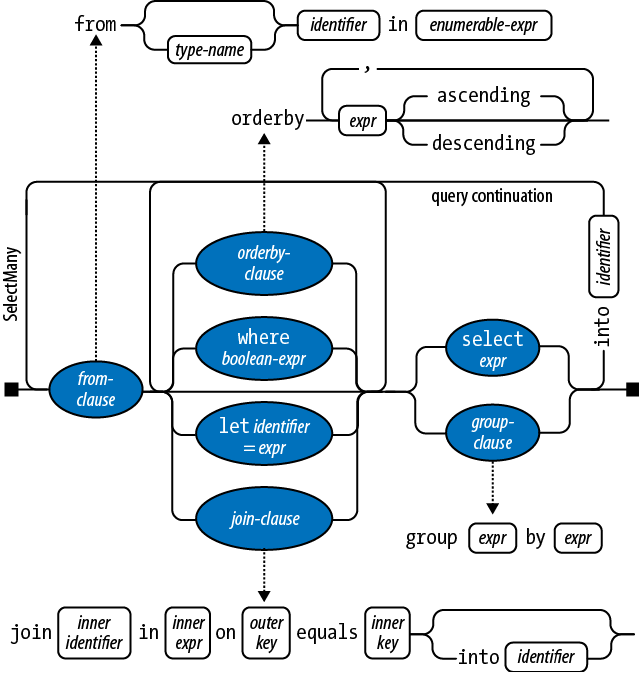 from type-name identifier in enumerable-expr
,
ascending
orderby expr
descending
query continuation
SelectMany
identifier
into
orderby-
clause
where
boolean-expr
select
expr
from-
clause
let identifier
= expr
group-
clause
join-clause
group expr by expr
join inner
identifier in inner
expr on outer
key equals inner
key
into identifier